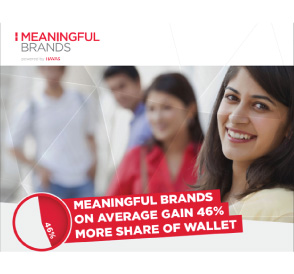 MEANINGFUL
BRANDS
powered by HAVAS
MEANINGFUL BRANDS
ON AVERAGE GAIN 46%
MORE SHARE OF WALLET
46%